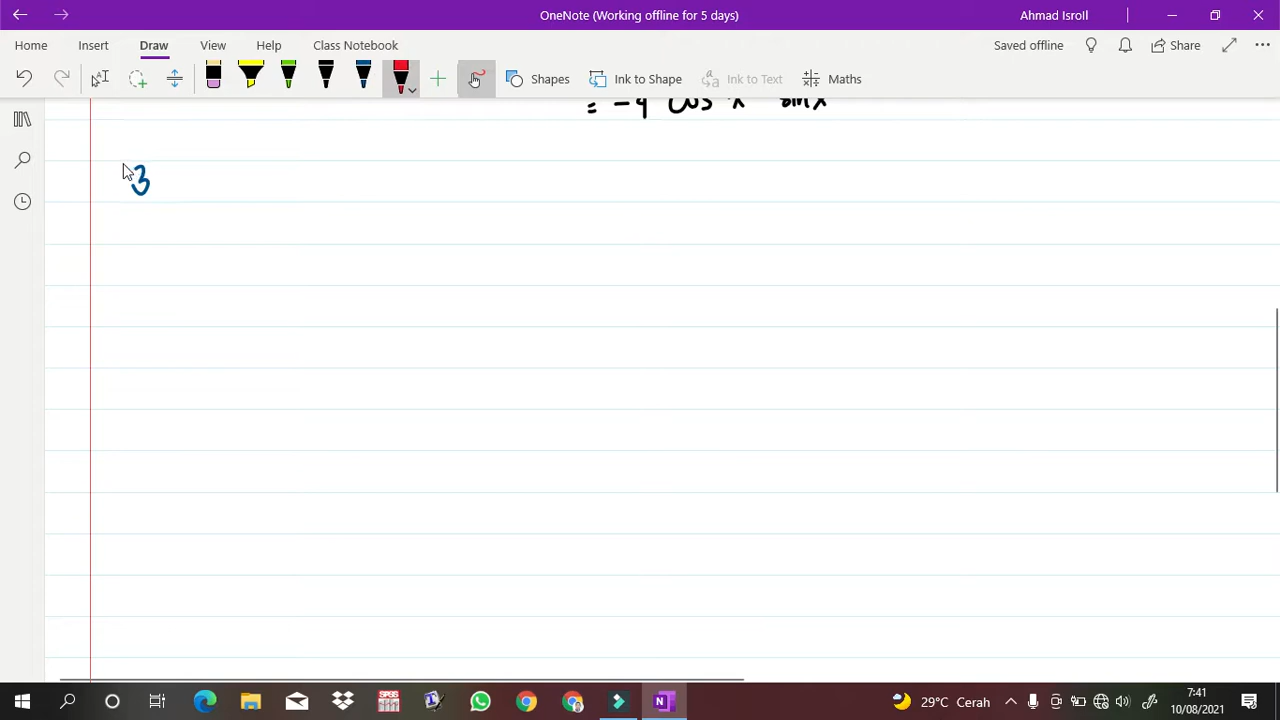 OneNote (Working offline for 5 days)
Ahmad Isroll
Home Insert Draw View Help Class Notebook
Saved offline Share
Shapes Ink to Shape Ink to Text Maths
= -4 cos x sin x
3
SPSS
29°C Cerah
7:41
10/08/2021